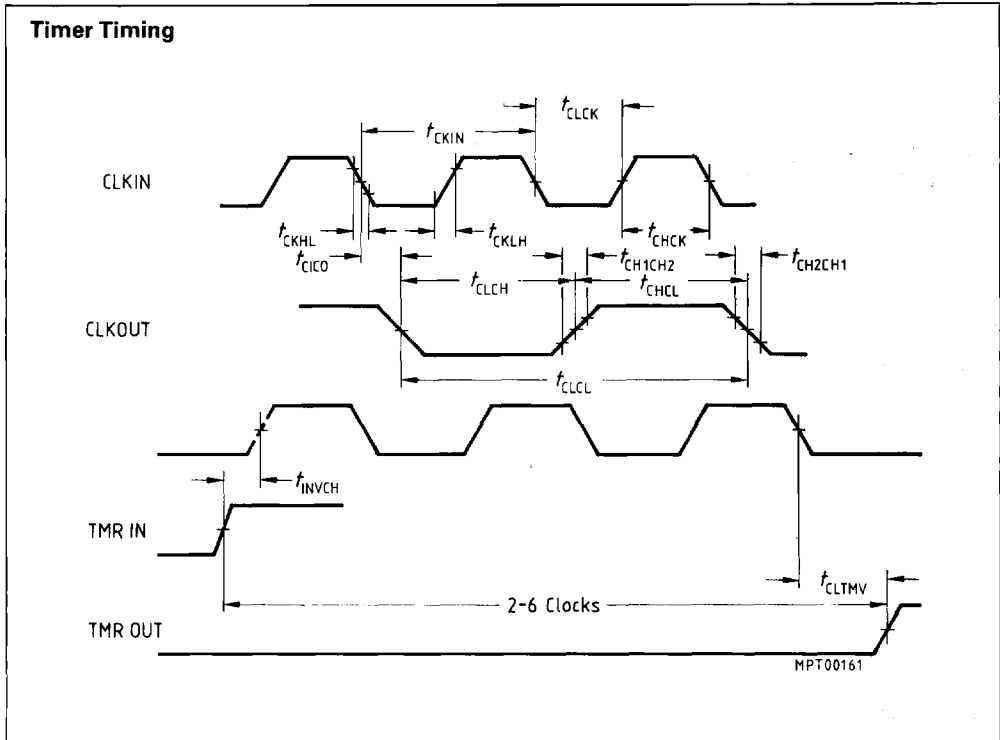 Timer Timing
tCLCK
tCKIN
CLKIN
tCKHL
tCKLH
tCHCK
tCICO
tCH1CH2
tCH2CH1
tCLCH
tCHCL
CLKOUT
tCLCL
tINVCH
TMR IN
tCLTMV
2-6 Clocks
TMR OUT
MPT00161